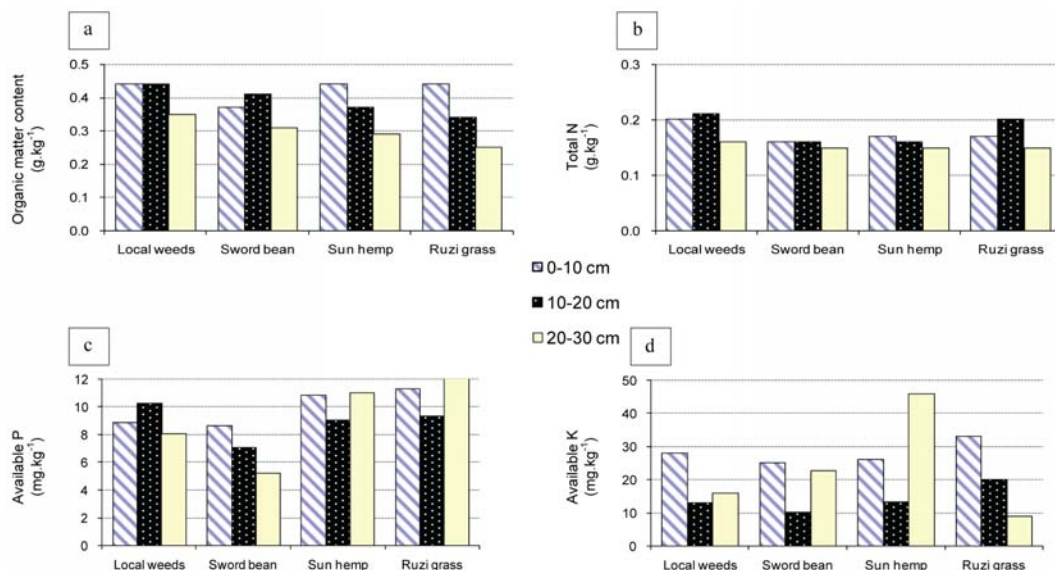 a
Organic matter content
(g.kg⁻¹)
0.5
0.4
0.3
0.2
0.1
0.0
Local weeds Sword bean Sun hemp Ruzi grass
b
Total N
(g.kg⁻¹)
0.3
0.2
0.1
0.0
Local weeds Sword bean Sun hemp Ruzi grass
0-10 cm
10-20 cm
20-30 cm
c
Available P
(mg.kg⁻¹)
12
10
8
6
4
2
0
Local weeds Sword bean Sun hemp Ruzi grass
d
Available K
(mg.kg⁻¹)
50
40
30
20
10
0
Local weeds Sword bean Sun hemp Ruzi grass